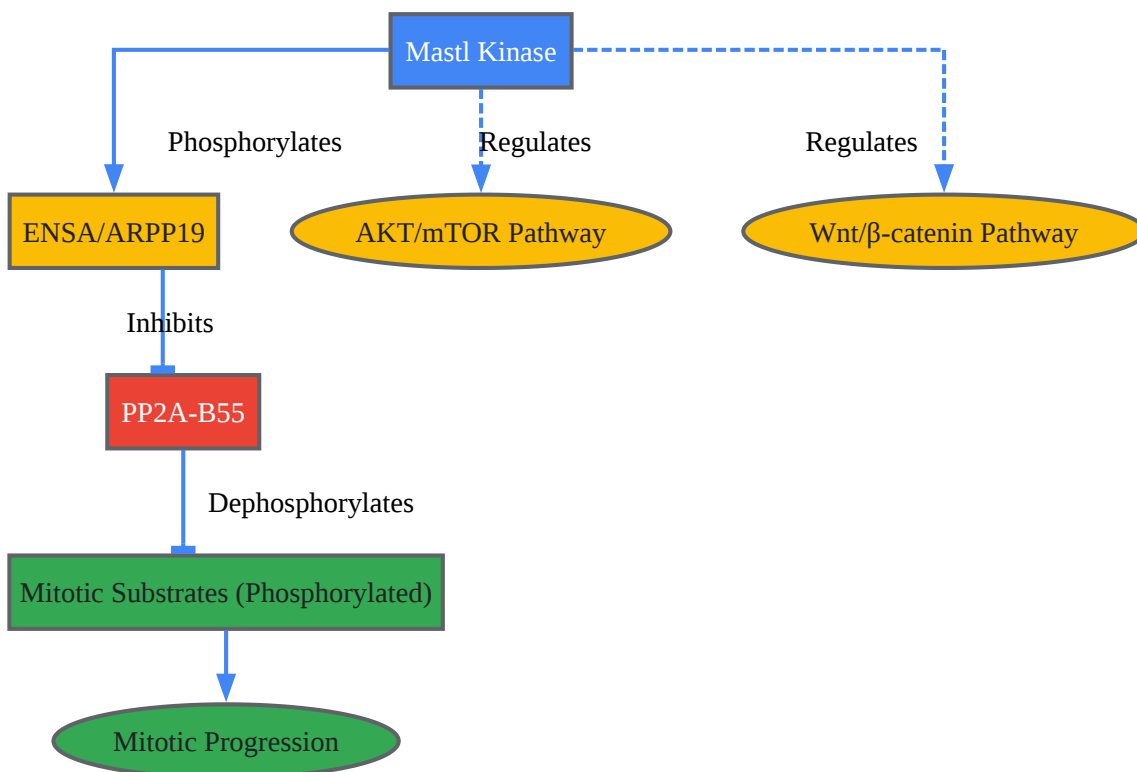 Mastl Kinase
Phosphorylates
Regulates
Regulates
ENSA/ARPP19
AKT/mTOR Pathway
Wnt/β-catenin Pathway
Inhibits
PP2A-B55
Dephosphorylates
Mitotic Substrates (Phosphorylated)
Mitotic Progression